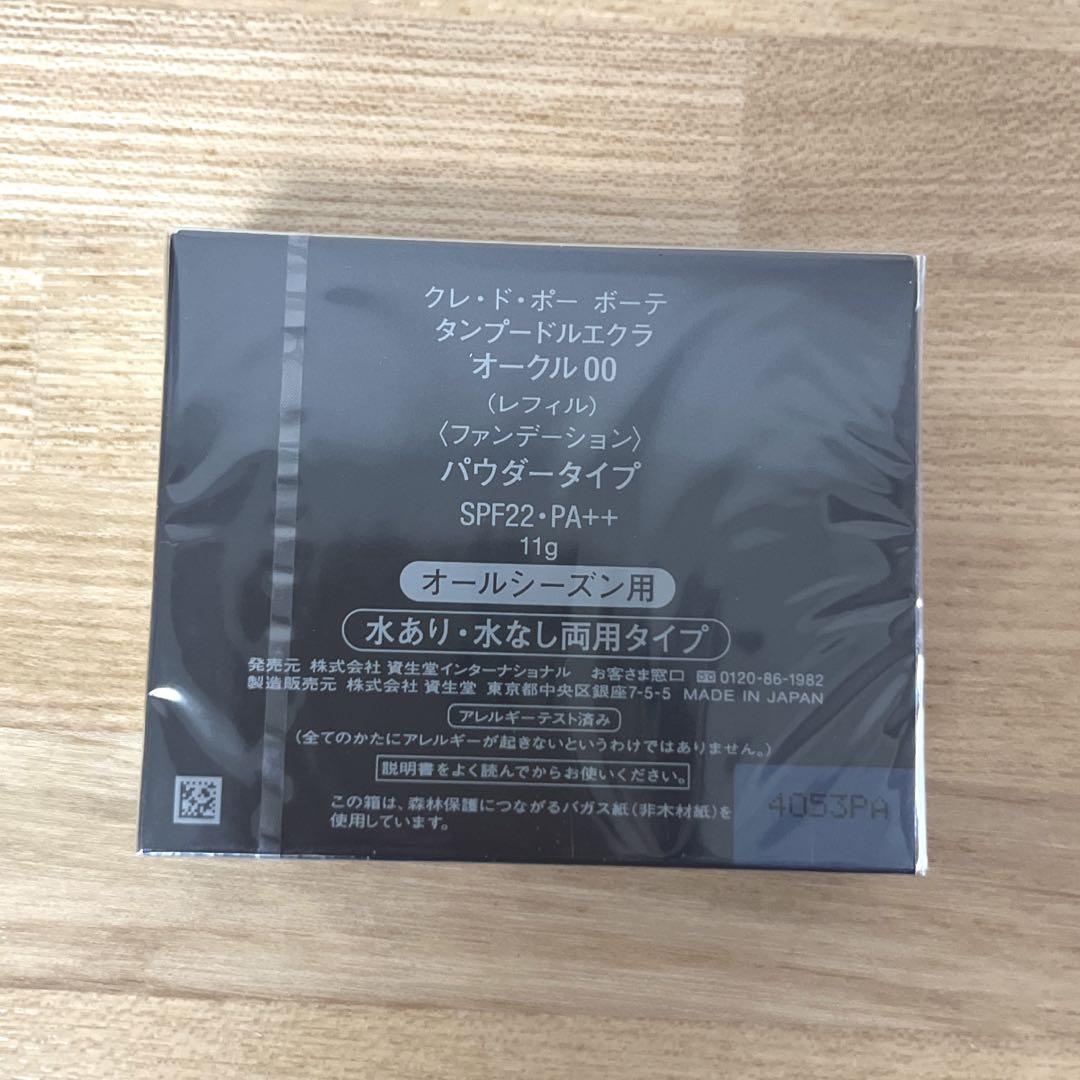 クレ・ド・ポー ボーテ
タンプードルエクラ
オークル00
(レフィル)
〈ファンデーション〉
パウダータイプ
SPF22・PA++
11g
オールシーズン用
水あり・水なし両用タイプ
発売元 株式会社 資生堂インターナショナル お客さま窓口 0120-86-1982
製造販売元 株式会社 資生堂 東京都中央区銀座7-5-5 MADE IN JAPAN
アレルギーテスト済み
(全てのかたにアレルギーが起きないというわけではありません。)
説明書をよく読んでからお使いください。
この箱は、森林保護につながるバガス紙(非木材紙)を
使用しています。
4053PA